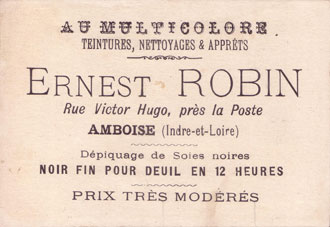 AU MULTICOLORE
TEINTURES, NETTOYAGES & APPRÊTS
ERNEST ROBIN
Rue Victor Hugo, près la Poste
AMBOISE (Indre-et-Loire)
Dépiquage de Soies noires
NOIR FIN POUR DEUIL EN 12 HEURES
PRIX TRÈS MODÉRÉS